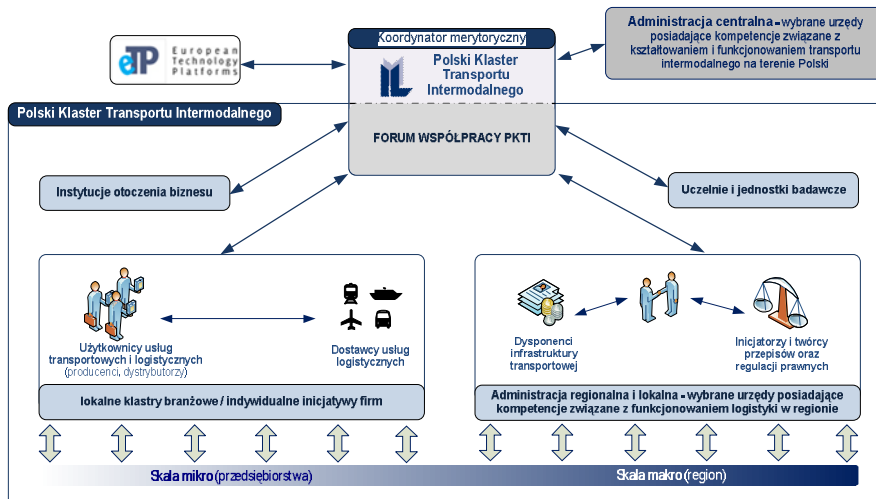 Koordynator merytoryczny
Polski Klaster
Transportu
Intermodalnego
FORUM WSPÓŁPRACY PKTI
eTP
European
Technology
Platforms
Administracja centralna - wybrane urzędy
posiadające kompetencje związane z
kształtowaniem i funkcjonowaniem transportu
intermodalnego na terenie Polski
Polski Klaster Transportu Intermodalnego
Instytucje otoczenia biznesu
Uczelnie i jednostki badawcze
Użytkownicy usług
transportowych i logistycznych
(producenci, dystrybutorzy)
Dostawcy usług
logistycznych
lokalne klastry branżowe / indywidualne inicjatywy firm
Dysponenci
infrastruktury
transportowej
Inicjatorzy i twórcy
przepisów oraz
regulacji prawnych
Administracja regionalna i lokalna - wybrane urzędy posiadające
kompetencje związane z funkcjonowaniem logistyki w regionie
Skala mikro (przedsiębiorstwa)
Skala makro (region)